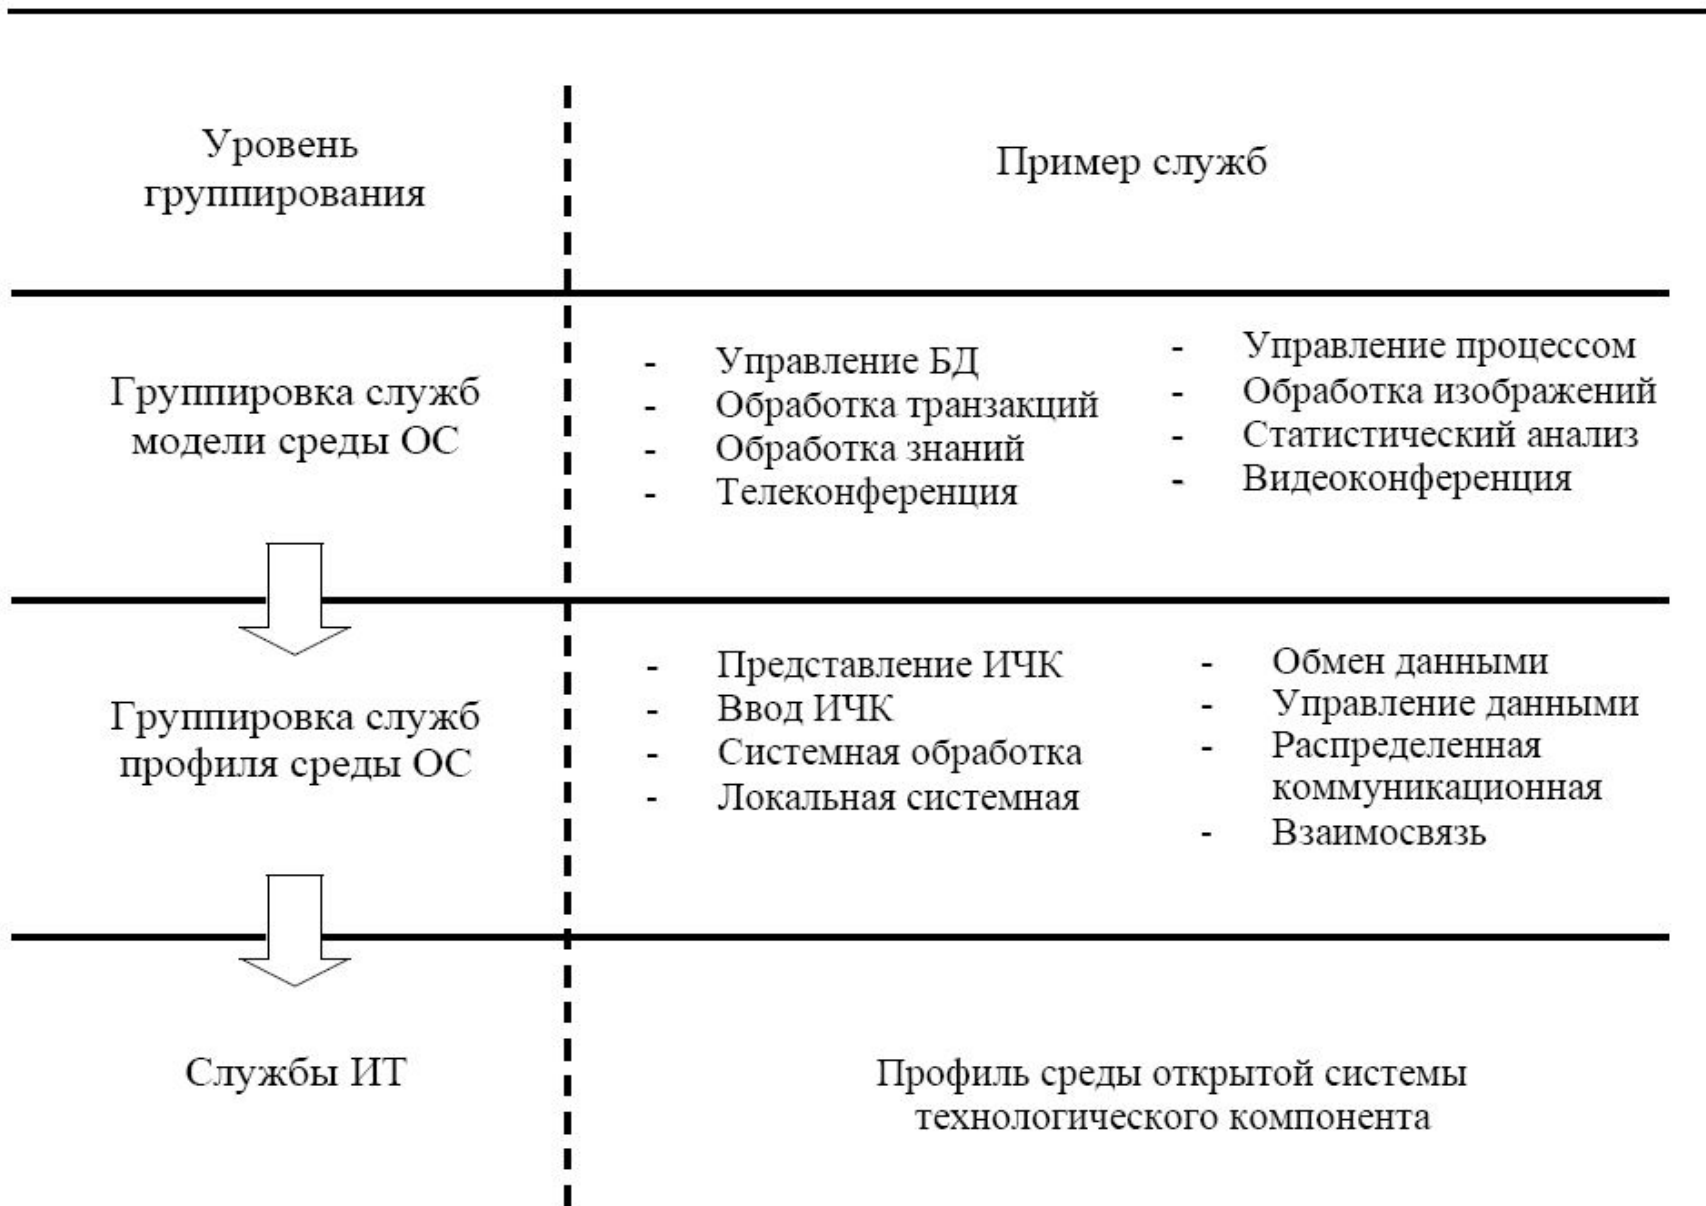 Уровень
группирования
Пример служб
Группировка служб
модели среды ОС
- Управление БД
- Обработка транзакций
- Обработка знаний
- Телеконференция
- Управление процессом
- Обработка изображений
- Статистический анализ
- Видеоконференция
Группировка служб
профиля среды ОС
- Представление ИЧК
- Ввод ИЧК
- Системная обработка
- Локальная системная
- Обмен данными
- Управление данными
- Распределенная
коммуникационная
- Взаимосвязь
Службы ИТ
Профиль среды открытой системы
технологического компонента